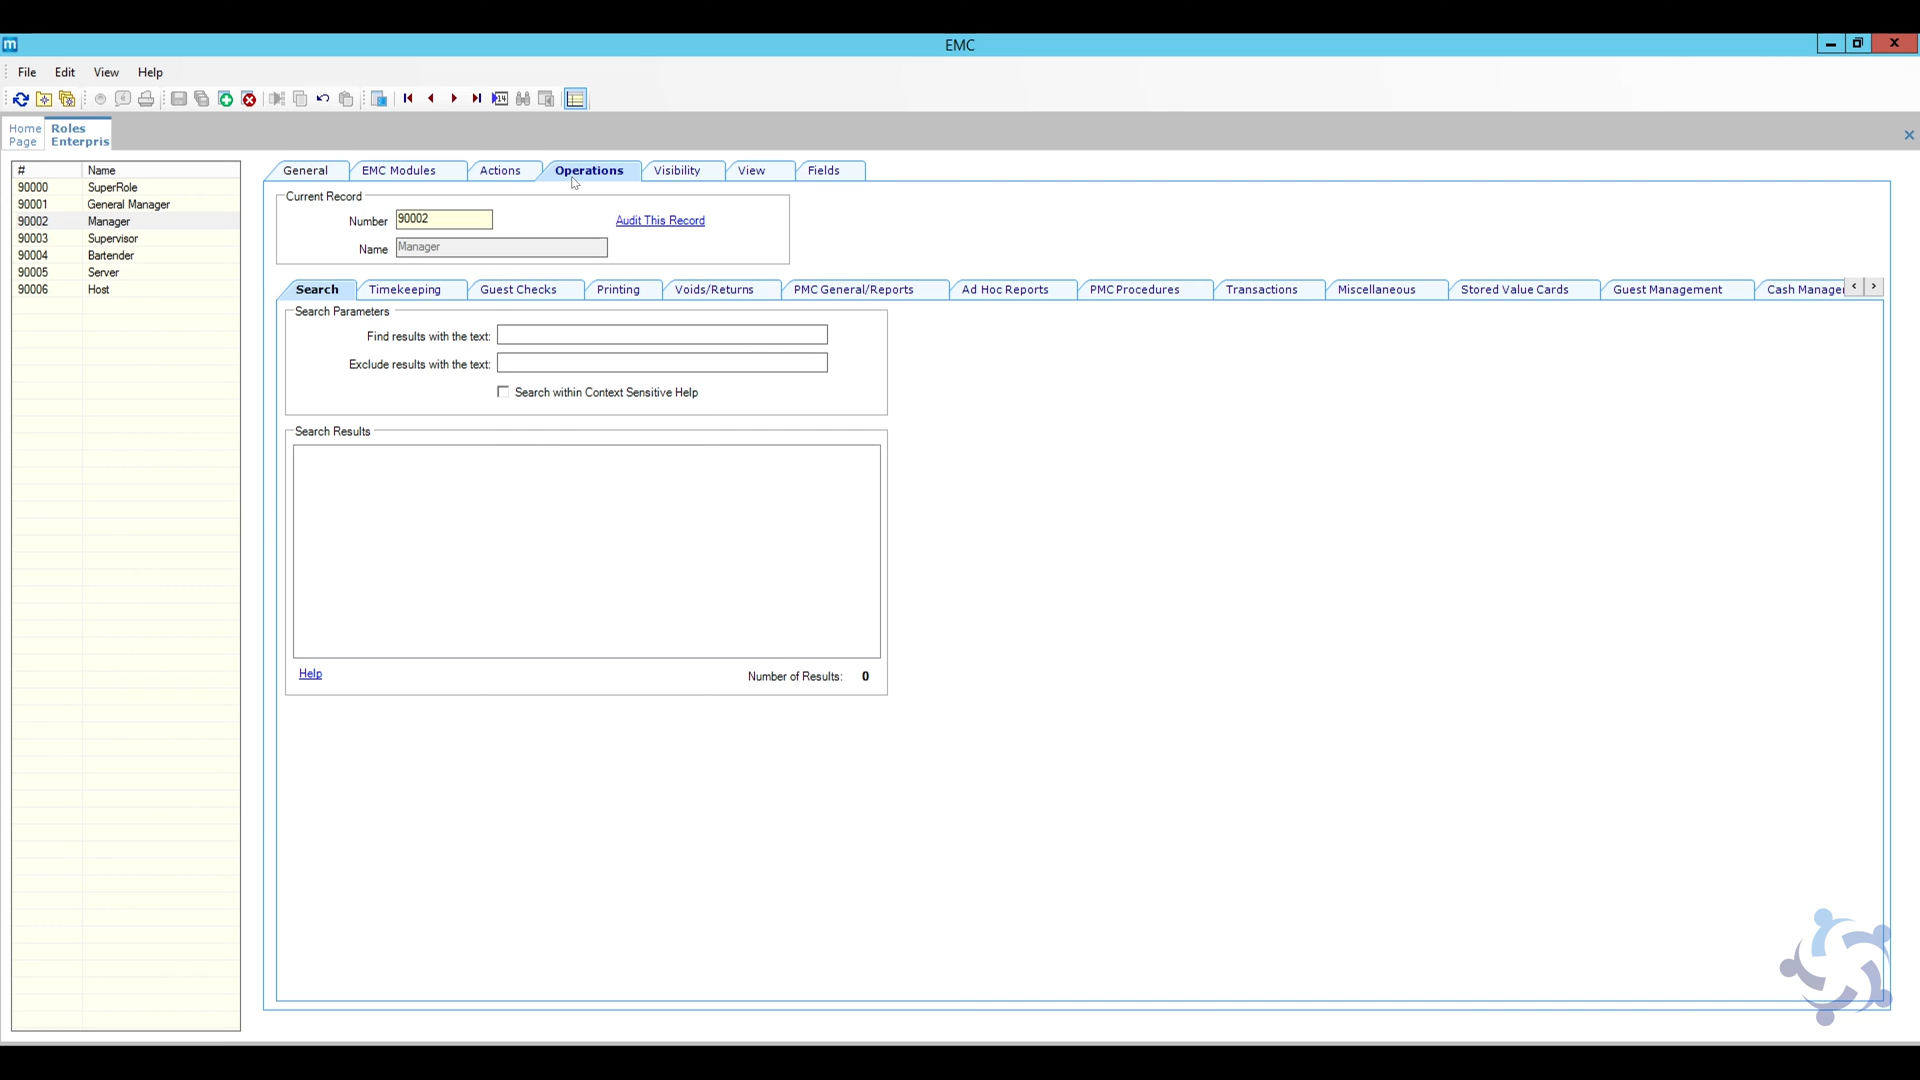 m
EMC
File Edit View Help
14
Home Page
Roles Enterpris
# Name
90000 SuperRole
90001 General Manager
90002 Manager
90003 Supervisor
90004 Bartender
90005 Server
90006 Host
General EMC Modules Actions Operations Visibility View Fields
Current Record
Number 90002 Audit This Record
Name Manager
Search Timekeeping Guest Checks Printing Voids/Returns PMC General/Reports Ad Hoc Reports PMC Procedures Transactions Miscellaneous Stored Value Cards Guest Management Cash Manager
Search Parameters
Find results with the text:
Exclude results with the text:
Search within Context Sensitive Help
Search Results
Help Number of Results: 0